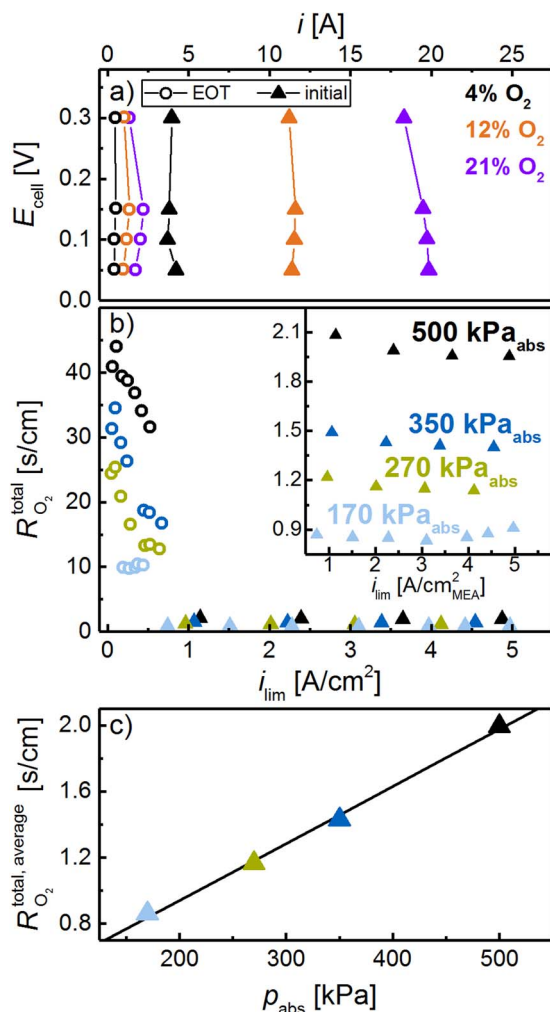 i [A]
0 5 10 15 20 25
a) EOT initial
4% O2
12% O2
21% O2
Ecell [V]
0.3
0.2
0.1
0.0
b)
RO2total [s/cm]
40
30
20
10
0
500 kPaabs
350 kPaabs
270 kPaabs
170 kPaabs
2.1
1.8
1.5
1.2
0.9
1 2 3 4 5
ilim [A/cm2MEA]
0 1 2 3 4 5
ilim [A/cm2]
c)
RO2total, average [s/cm]
2.0
1.6
1.2
0.8
200 300 400 500
pabs [kPa]